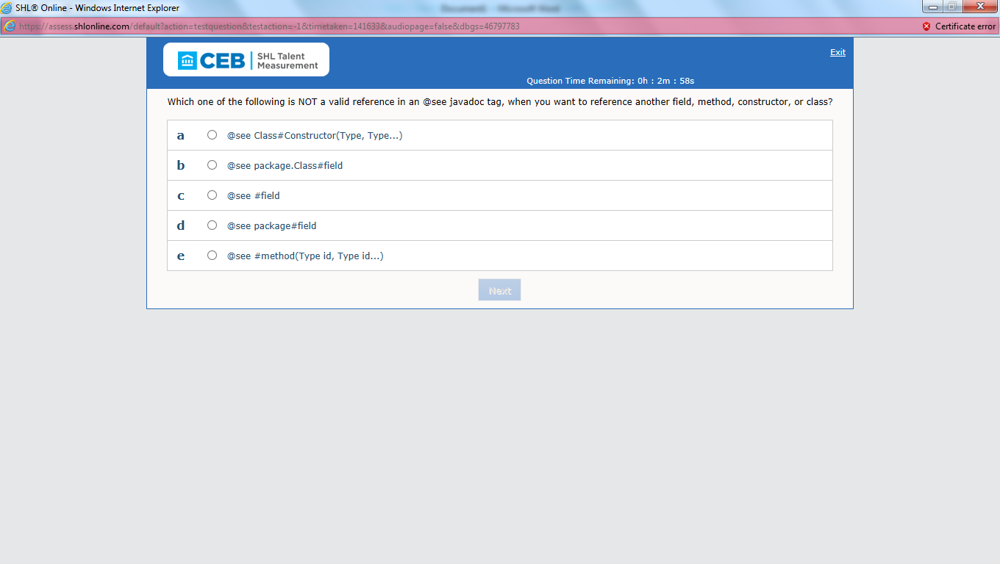 SHL® Online - Windows Internet Explorer
Document1 - Microsoft Word
https://assess.shlonline.com/default?action=testquestion&testaction=-1&timetaken=141633&audiopage=false&dbgs=46797783
Certificate error
CEB
SHL Talent
Measurement
Exit
Question Time Remaining: 0h : 2m : 58s
Which one of the following is NOT a valid reference in an @see javadoc tag, when you want to reference another field, method, constructor, or class?
a @see Class#Constructor(Type, Type...)
b @see package.Class#field
c @see #field
d @see package#field
e @see #method(Type id, Type id...)
Next